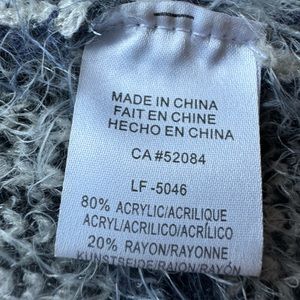 MADE IN CHINA
FAIT EN CHINE
HECHO EN CHINA
CA #52084
LF -5046
80% ACRYLIC/ACRILIQUE
ACRYL/ACRILICO/ACRÍLICO
20% RAYON/RAYONNE
KUNSTSEIDE/RAION/RAYÓN